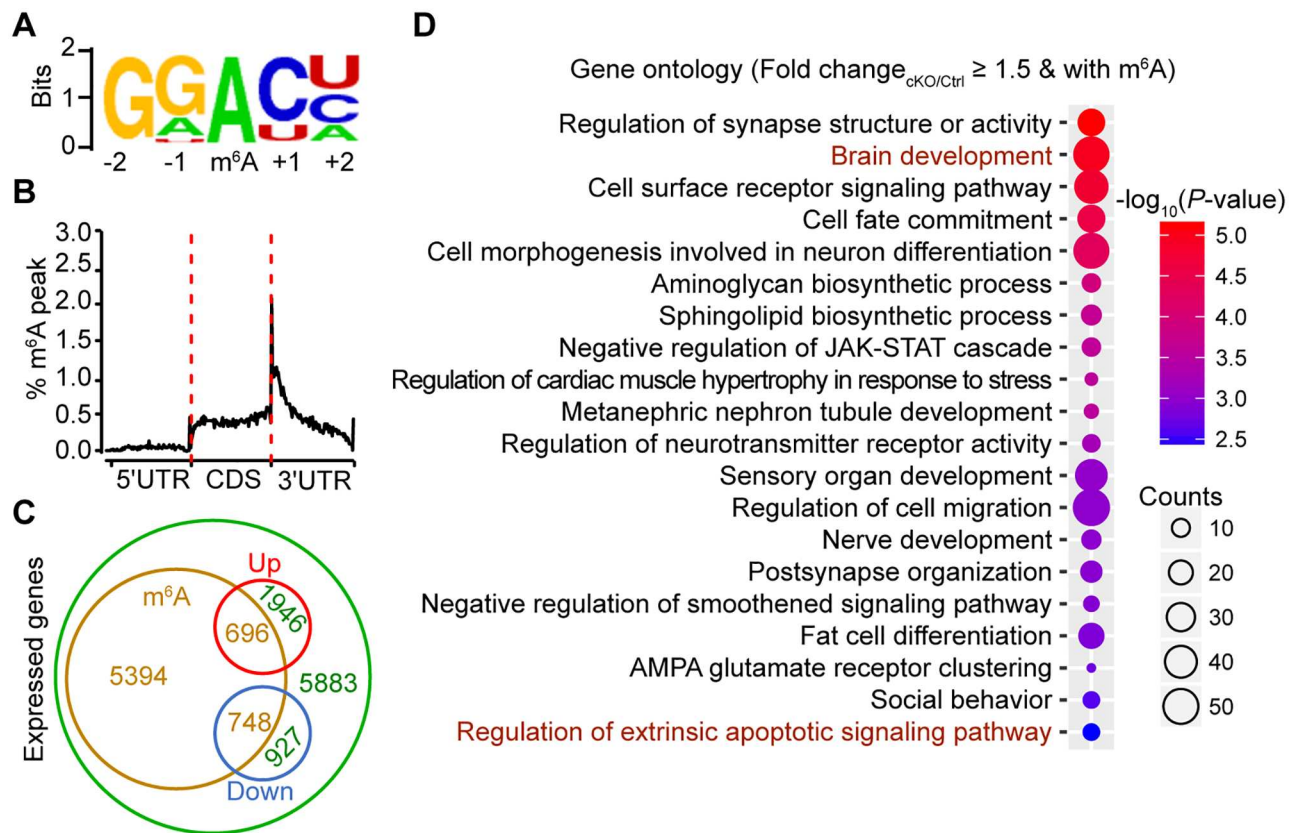 A
Bits
2
1
0
GGACU
AUCA
U
-2 -1 m⁶A +1 +2
B
% m⁶A peak
3.0
2.5
2.0
1.5
1.0
0.5
0.0
5'UTR CDS 3'UTR
C
Expressed genes
Up
m⁶A
1946
696
5394
5883
748
927
Down
D
Gene ontology (Fold change cKO/Ctrl ≥ 1.5 & with m⁶A)
Regulation of synapse structure or activity
Brain development
Cell surface receptor signaling pathway
Cell fate commitment
Cell morphogenesis involved in neuron differentiation
Aminoglycan biosynthetic process
Sphingolipid biosynthetic process
Negative regulation of JAK-STAT cascade
Regulation of cardiac muscle hypertrophy in response to stress
Metanephric nephron tubule development
Regulation of neurotransmitter receptor activity
Sensory organ development
Regulation of cell migration
Nerve development
Postsynapse organization
Negative regulation of smoothened signaling pathway
Fat cell differentiation
AMPA glutamate receptor clustering
Social behavior
Regulation of extrinsic apoptotic signaling pathway
-log₁₀(P-value)
5.0
4.5
4.0
3.5
3.0
2.5
Counts
10
20
30
40
50